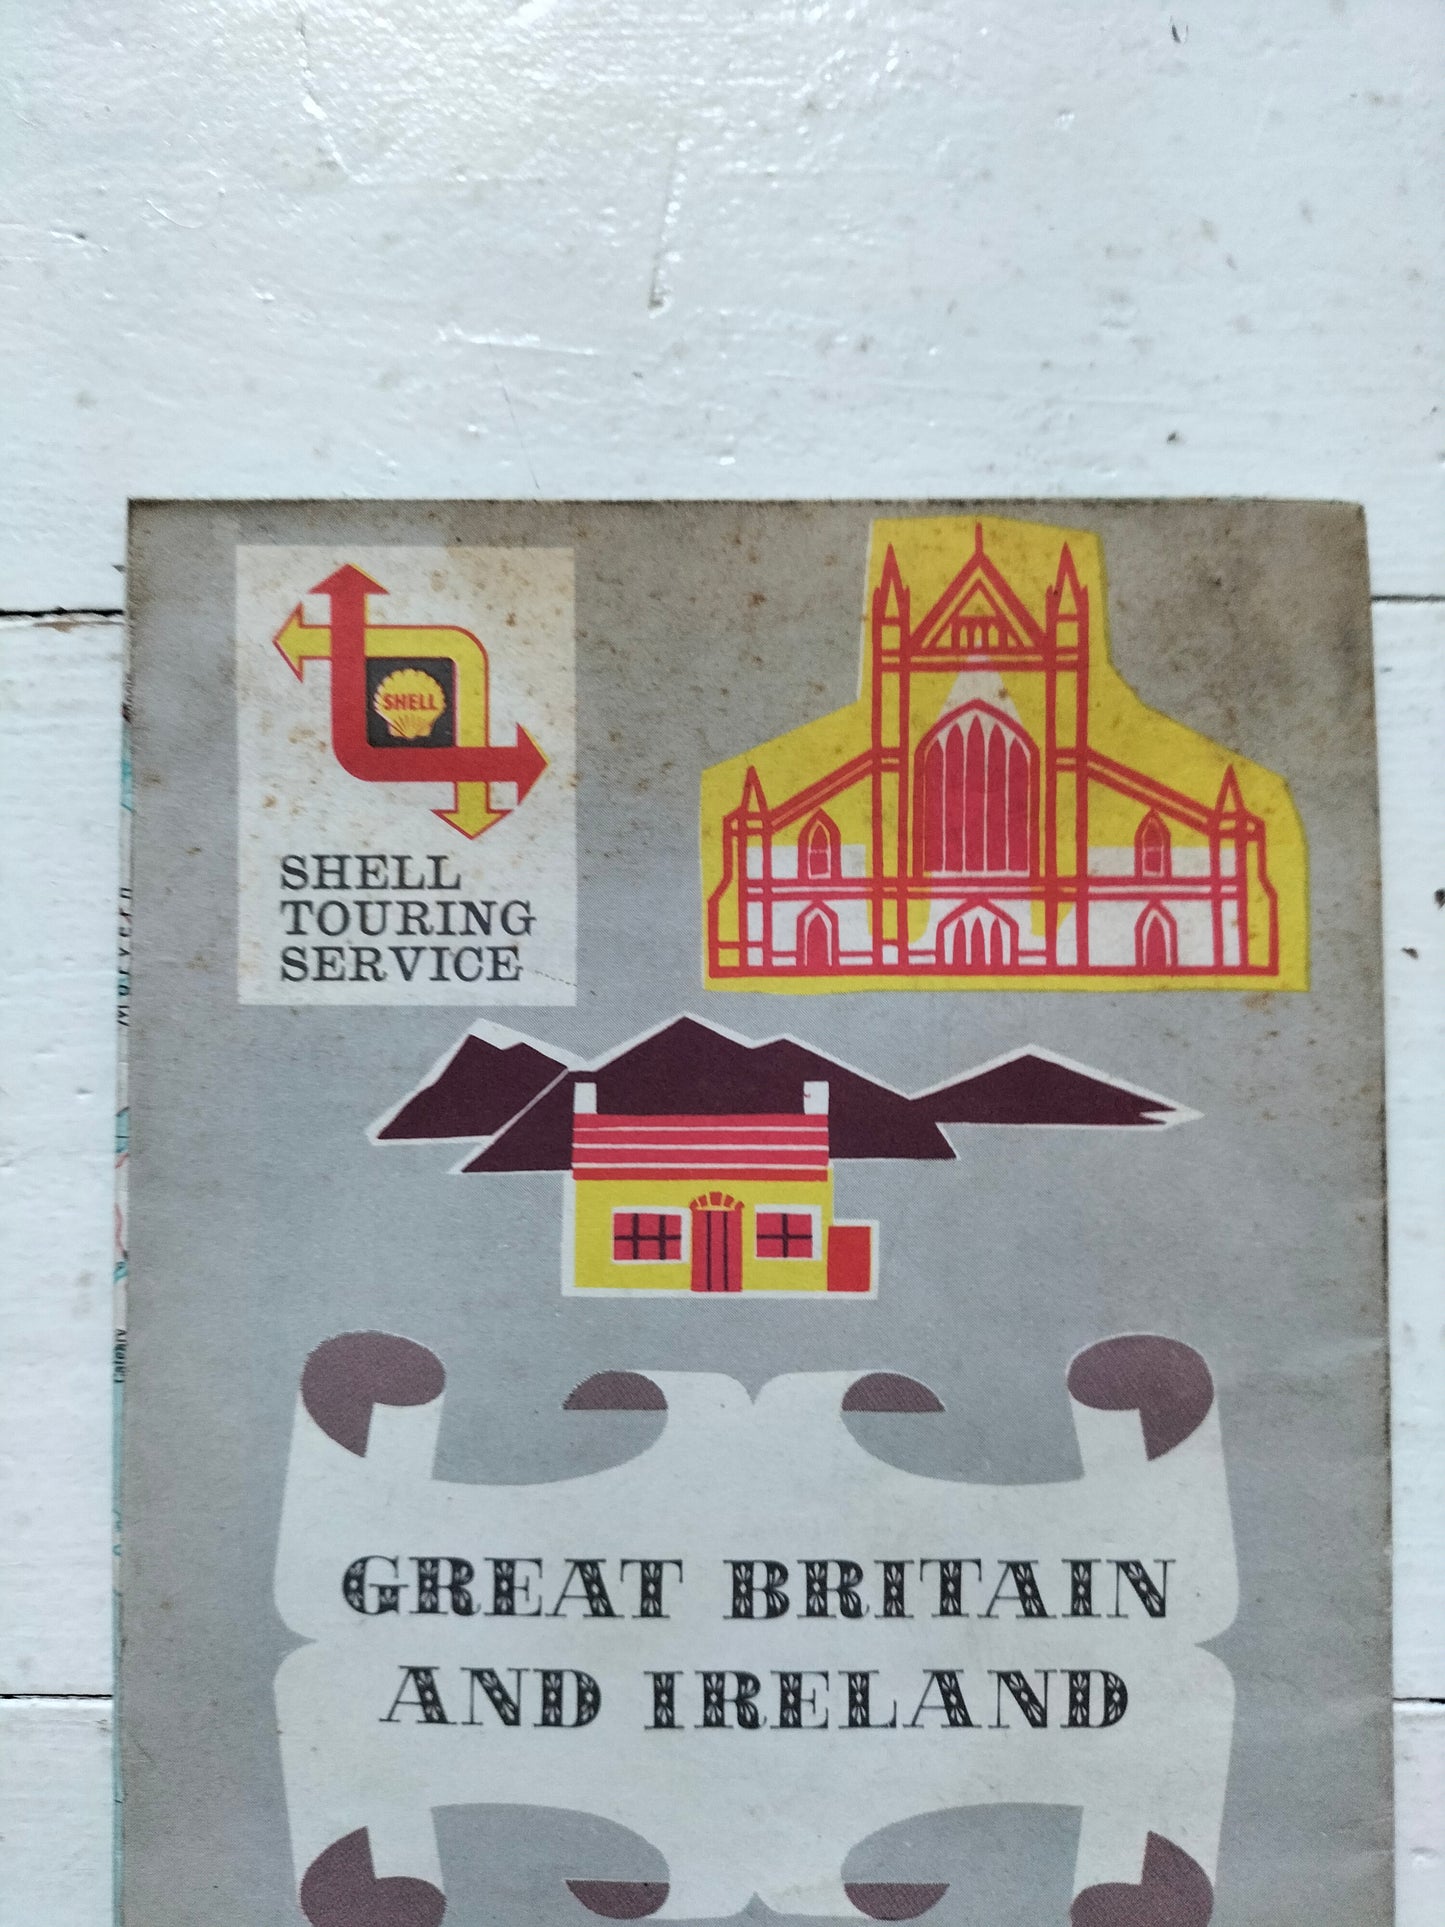 SHELL
SHELL
TOURING
SERVICE
GREAT BRITAIN
AND IRELAND